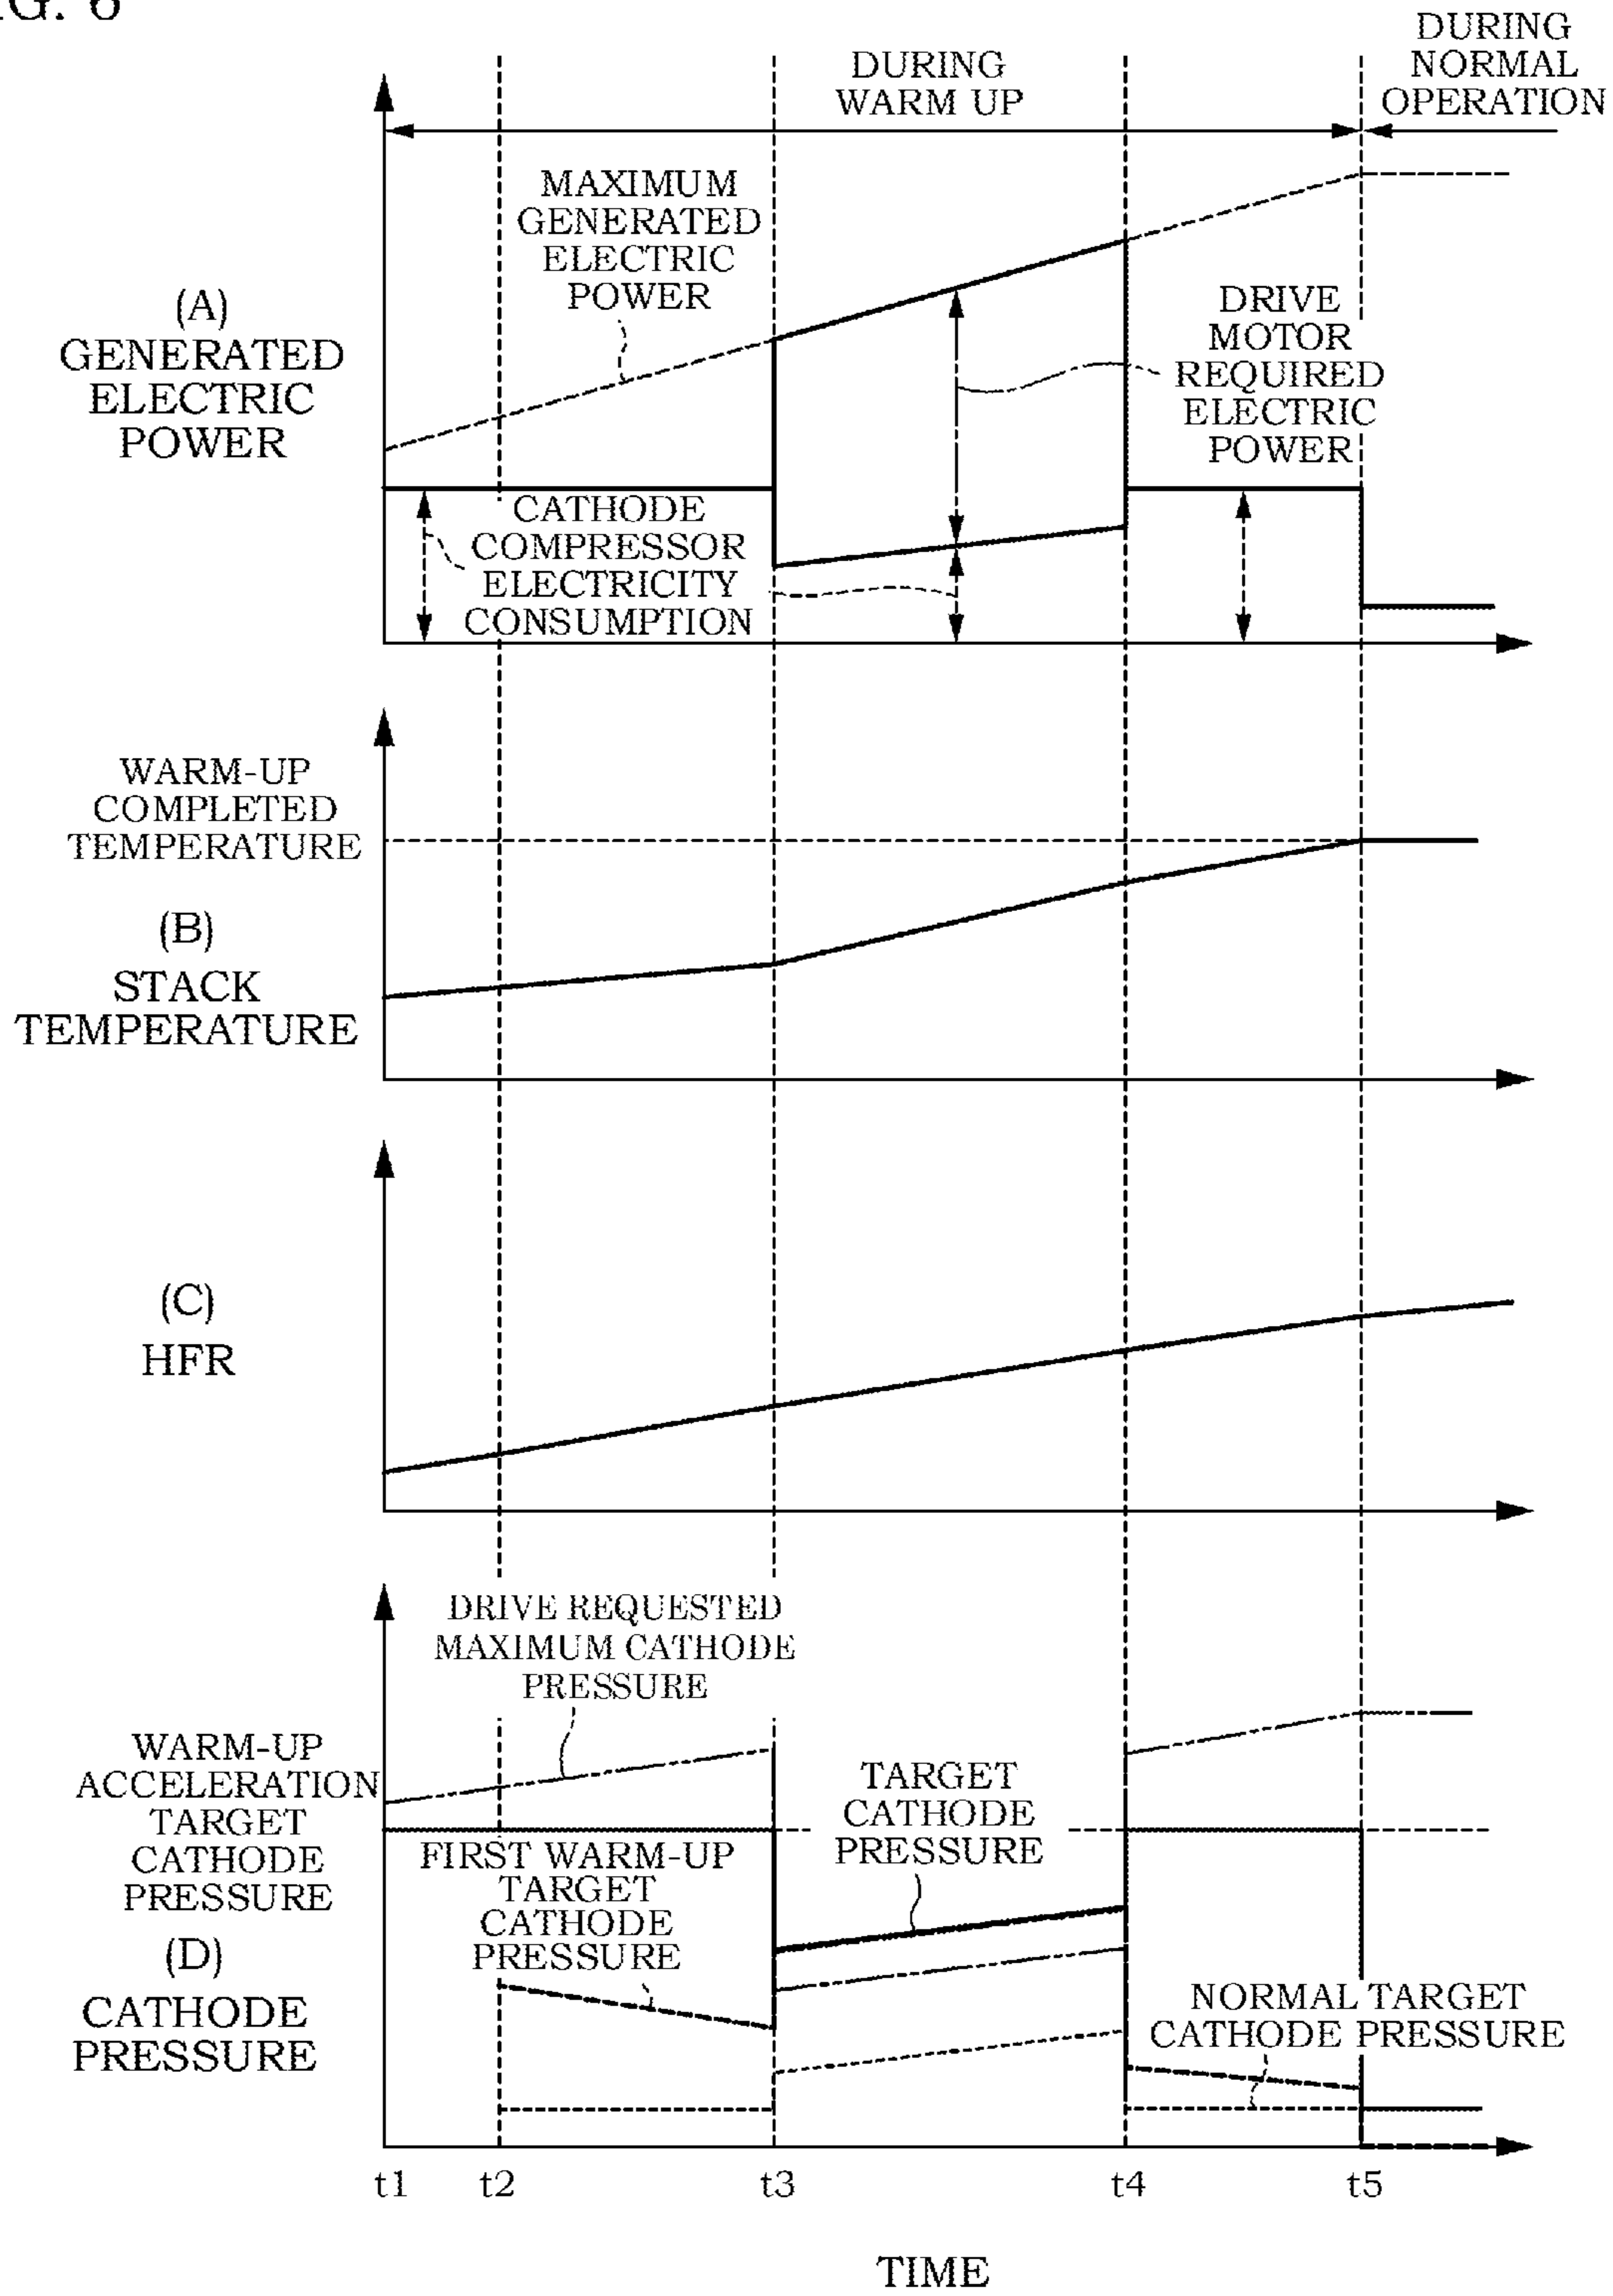 FIG. 6
DURING
NORMAL
OPERATION
DURING
WARM UP
MAXIMUM
GENERATED
ELECTRIC
POWER
(A)
GENERATED
ELECTRIC
POWER
DRIVE
MOTOR
REQUIRED
ELECTRIC
POWER
CATHODE
COMPRESSOR
ELECTRICITY
CONSUMPTION
WARM-UP
COMPLETED
TEMPERATURE
(B)
STACK
TEMPERATURE
(C)
HFR
DRIVE REQUESTED
MAXIMUM CATHODE
PRESSURE
WARM-UP
ACCELERATION
TARGET
CATHODE
PRESSURE
TARGET
CATHODE
PRESSURE
FIRST WARM-UP
TARGET
CATHODE
PRESSURE
(D)
CATHODE
PRESSURE
NORMAL TARGET
CATHODE PRESSURE
t1 t2 t3 t4 t5
TIME